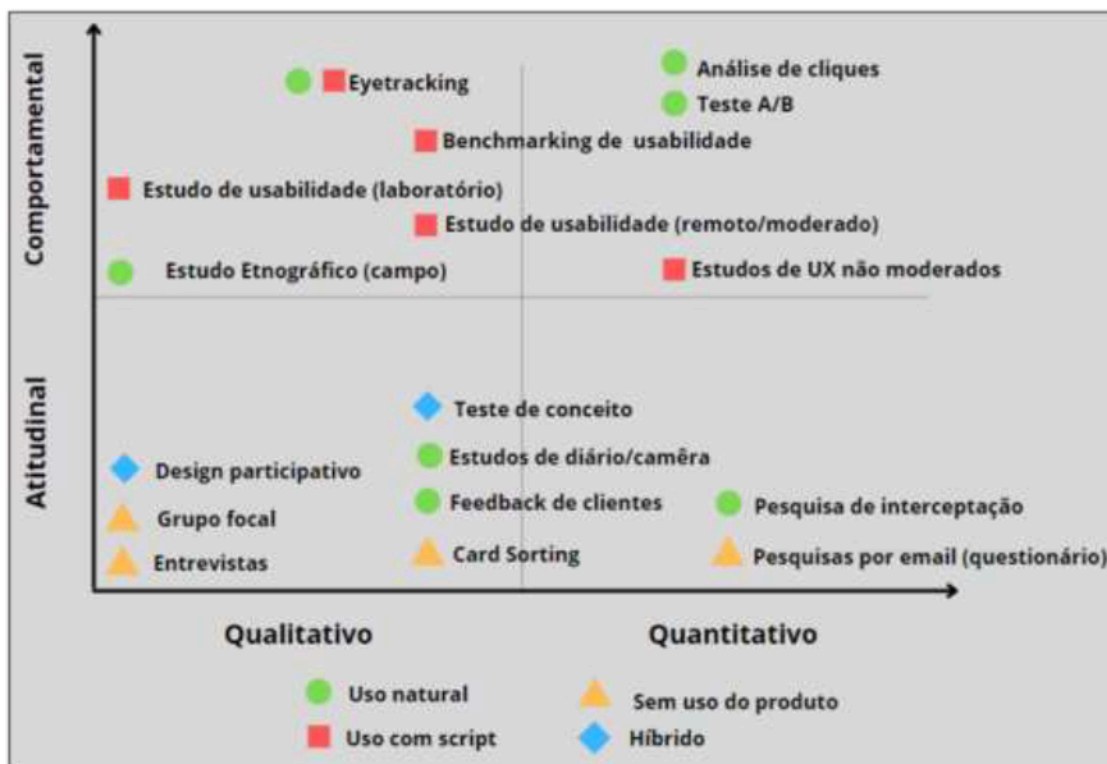 Comportamental
Atitudinal
Eyetracking
Análise de cliques
Teste A/B
Benchmarking de usabilidade
Estudo de usabilidade (laboratório)
Estudo de usabilidade (remoto/moderado)
Estudo Etnográfico (campo)
Estudos de UX não moderados
Teste de conceito
Design participativo
Estudos de diário/camêra
Grupo focal
Feedback de clientes
Pesquisa de interceptação
Entrevistas
Card Sorting
Pesquisas por email (questionário)
Qualitativo
Quantitativo
Uso natural
Sem uso do produto
Uso com script
Híbrido